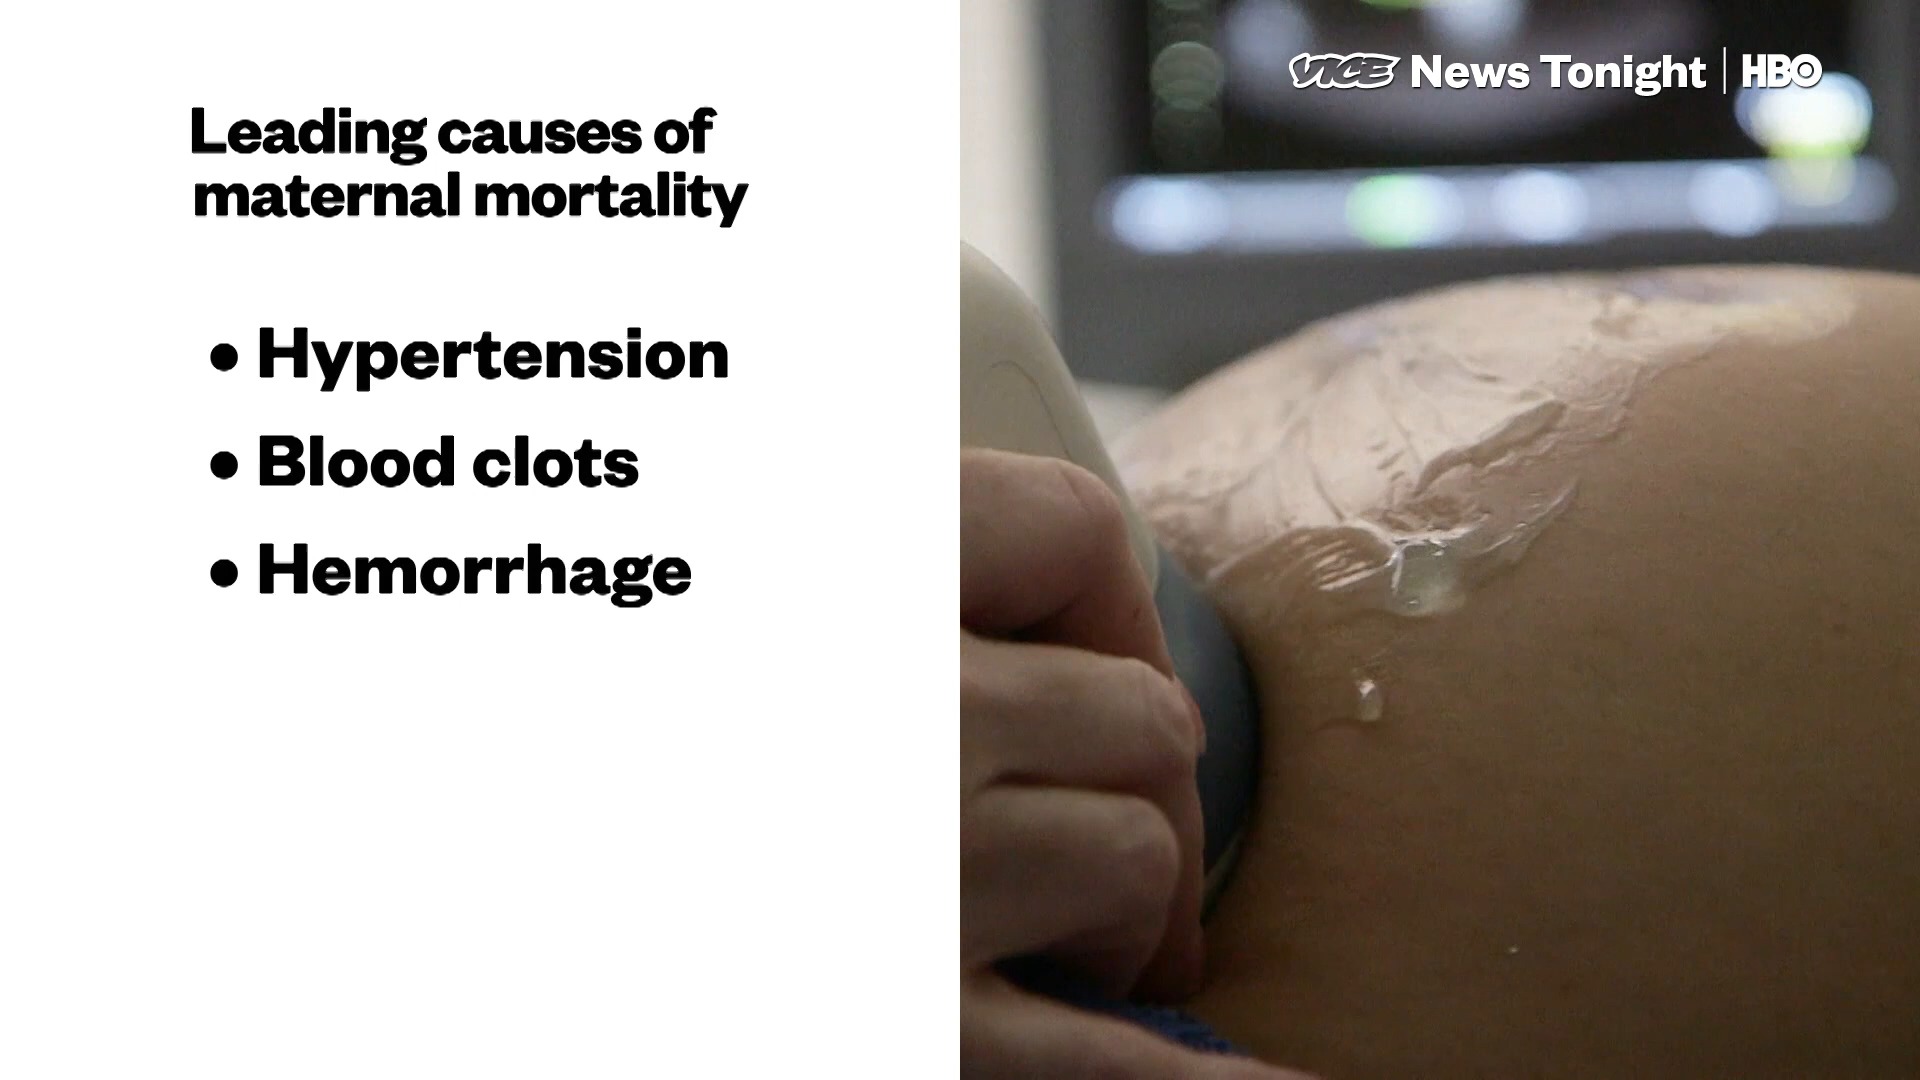 Leading causes of
maternal mortality
• Hypertension
• Blood clots
• Hemorrhage
VICE News Tonight | HBO